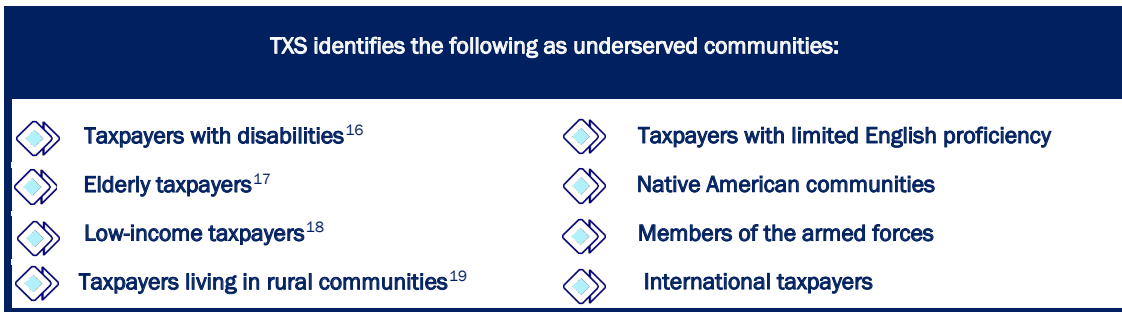 TXS identifies the following as underserved communities:
Taxpayers with disabilities16
Elderly taxpayers17
Low-income taxpayers18
Taxpayers living in rural communities19
Taxpayers with limited English proficiency
Native American communities
Members of the armed forces
International taxpayers